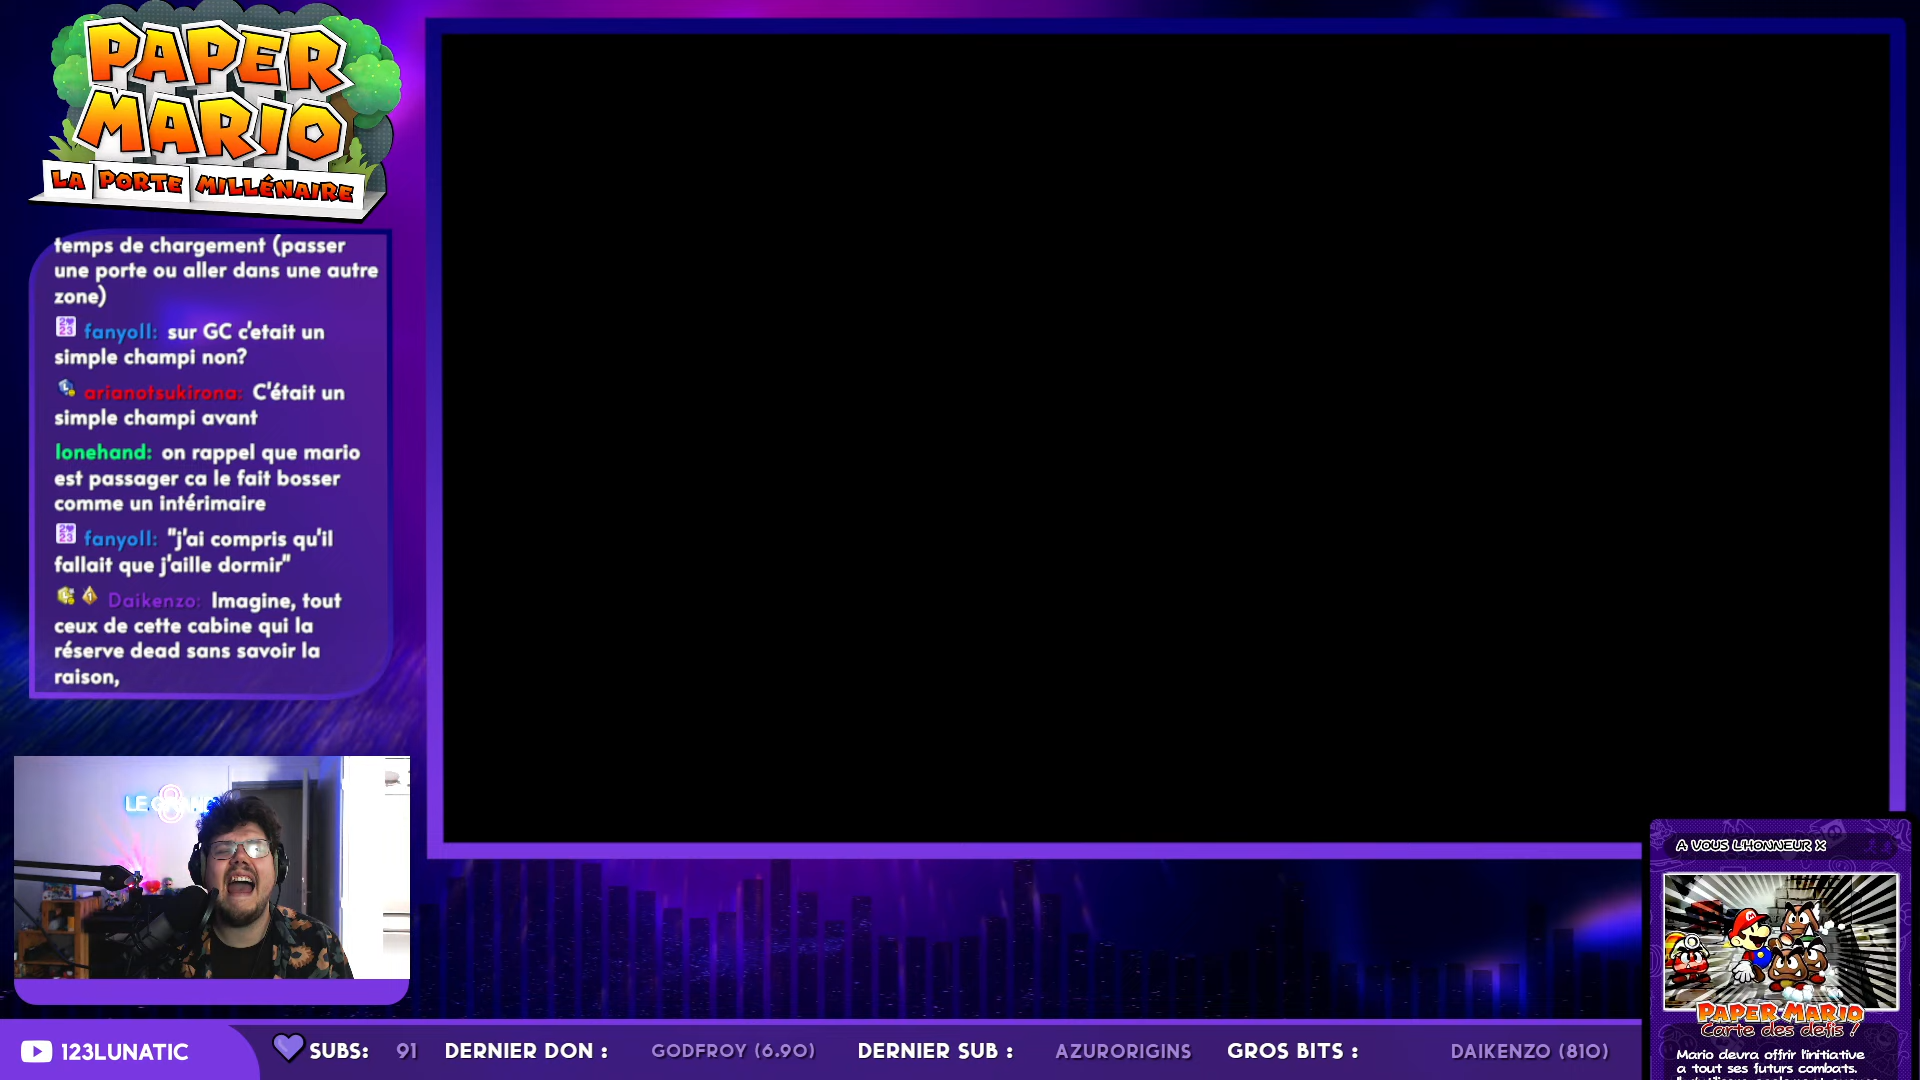 PAPER
MARIO
LA PORTE MILLÉNAIRE
temps de chargement (passer
une porte ou aller dans une autre
zone)
fanyoll: sur GC c'etait un
simple champi non?
arianotsukirona: C'était un
simple champi avant
lonehand: on rappel que mario
est passager ca le fait bosser
comme un intérimaire
fanyoll: "j'ai compris qu'il
fallait que j'aille dormir"
Daikenzo: Imagine, tout
ceux de cette cabine qui la
réserve dead sans savoir la
raison,
LE GRAND
A VOUS L'HONNEUR X
PAPER MARIO
Carte des défis !
Mario devra offrir l'initiative
a tout ses futurs combats.
123LUNATIC
SUBS: 91 DERNIER DON : GODFROY (6.90) DERNIER SUB : AZURORIGINS GROS BITS : DAIKENZO (810)